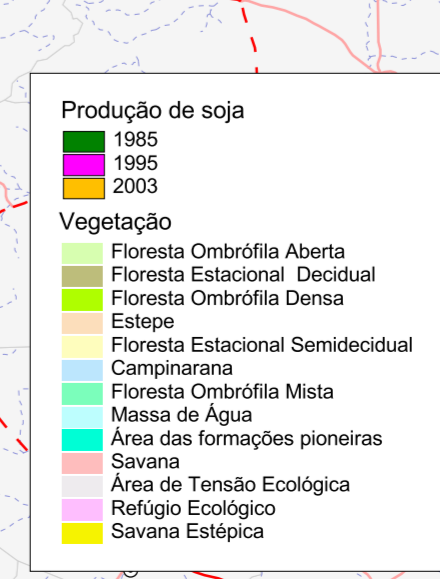 Produção de soja
1985
1995
2003
Vegetação
Floresta Ombrófila Aberta
Floresta Estacional Decidual
Floresta Ombrófila Densa
Estepe
Floresta Estacional Semidecidual
Campinarana
Floresta Ombrófila Mista
Massa de Água
Área das formações pioneiras
Savana
Área de Tensão Ecológica
Refúgio Ecológico
Savana Estépica